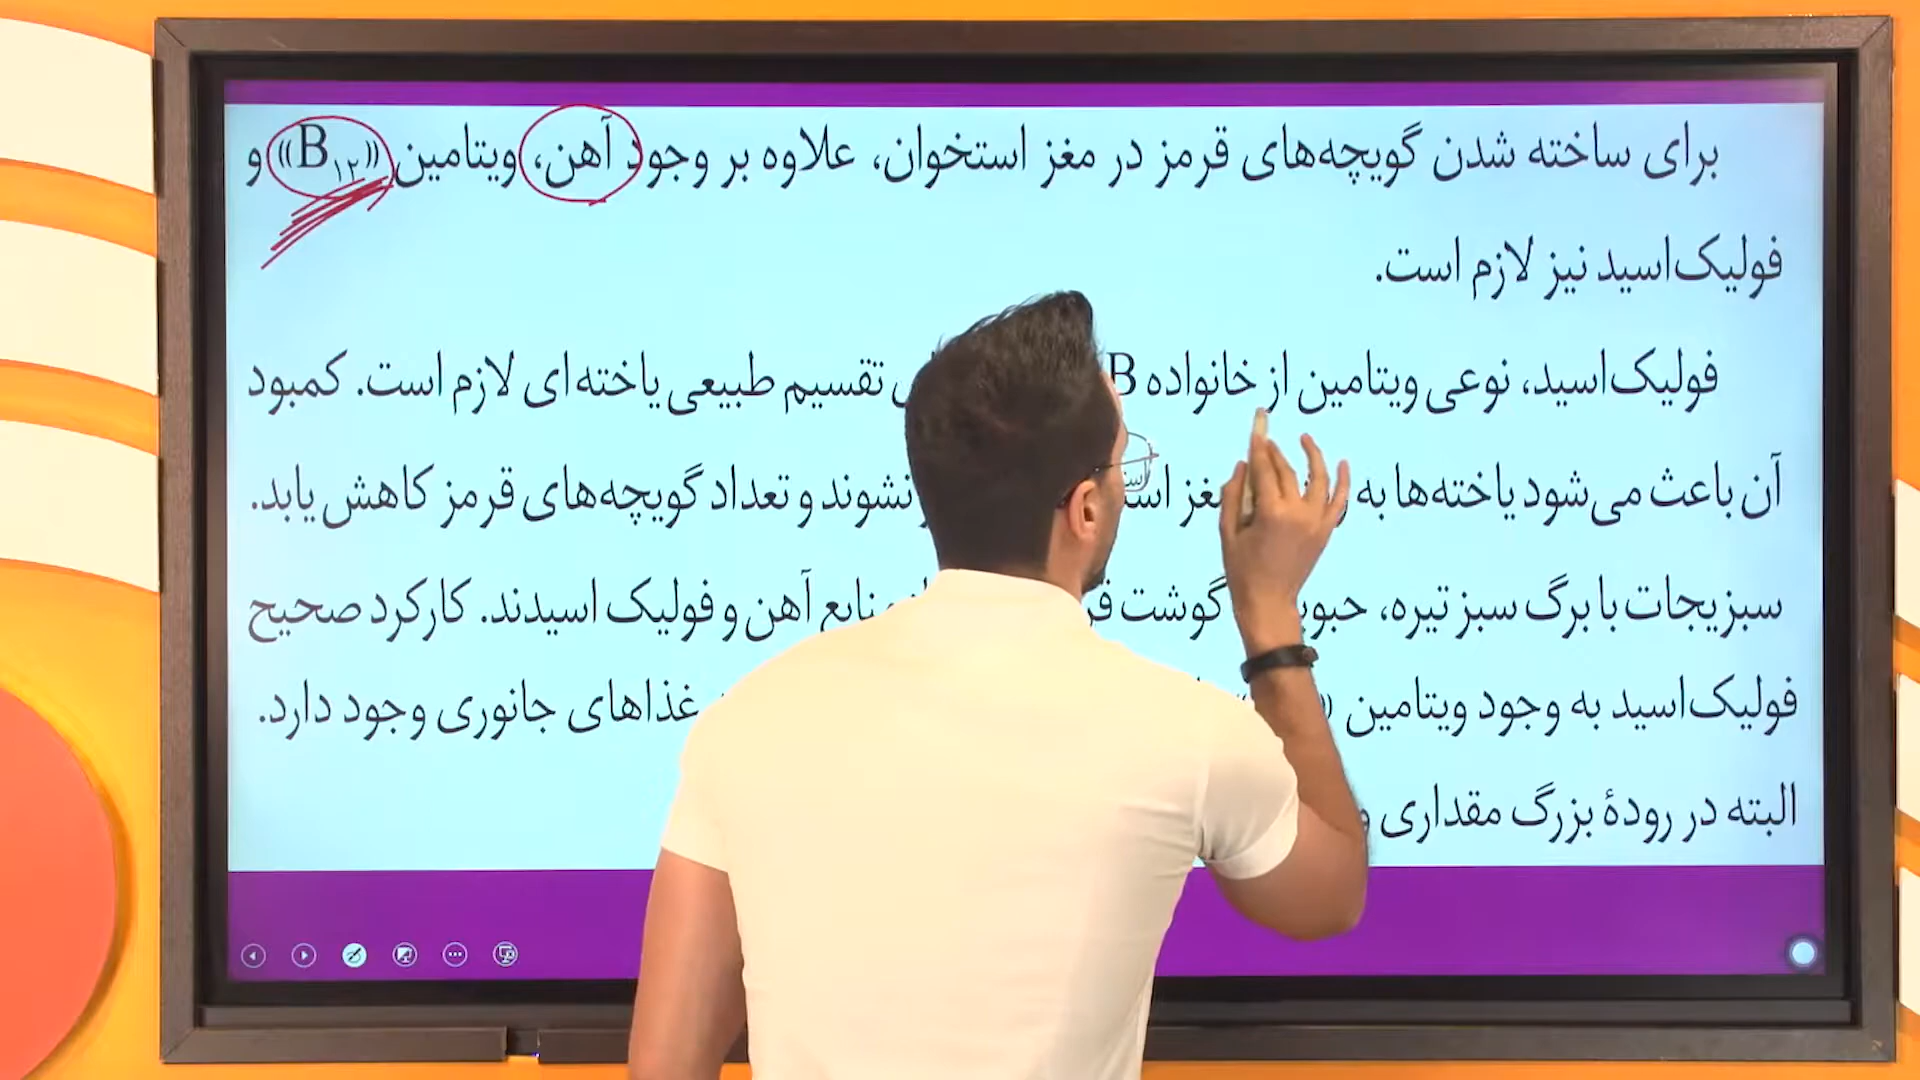 برای ساخته شدن گویچه‌های قرمز در مغز استخوان، علاوه بر وجود آهن، ویتامین «B۱۲» و
فولیک‌اسید نیز لازم است.
فولیک‌اسید، نوعی ویتامین از خانواده B تقسیم طبیعی یاخته‌ای لازم است. کمبود
آن باعث می‌شود یاخته‌ها به نشوند و تعداد گویچه‌های قرمز کاهش یابد.
سبزیجات با برگ سبز تیره، گوشت منابع آهن و فولیک اسیدند. کارکرد صحیح
فولیک‌اسید به وجود ویتامین غذاهای جانوری وجود دارد.
البته در رودهٔ بزرگ مقداری